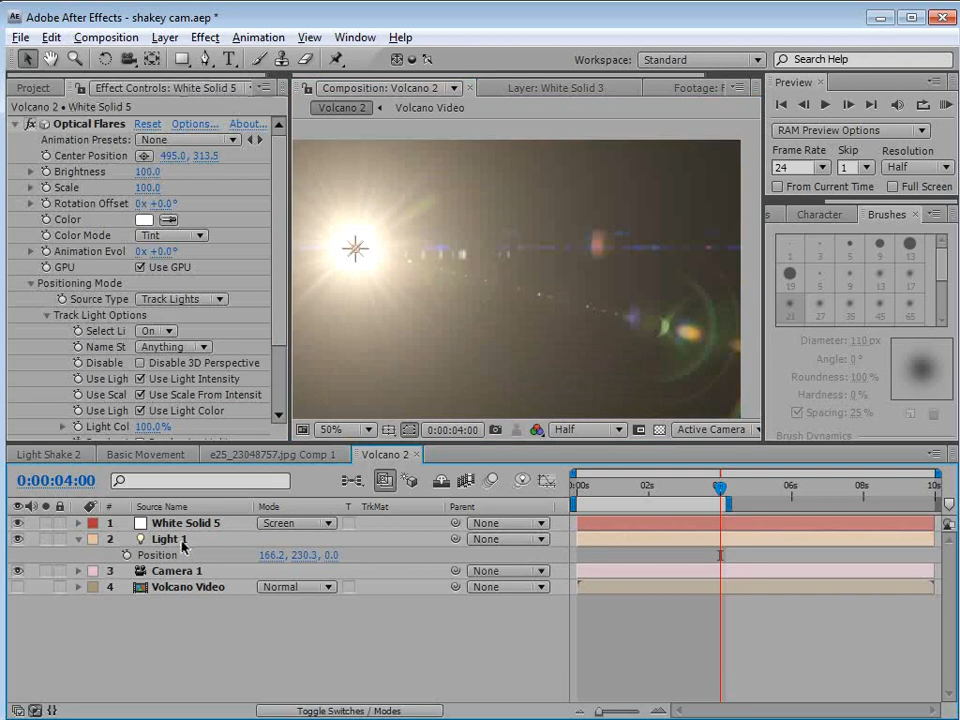 Adobe After Effects - shakey cam.aep *
File Edit Composition Layer Effect Animation View Window Help
Workspace: Standard Search Help
Project Effect Controls: White Solid 5
Volcano 2 • White Solid 5
fx Optical Flares Reset Options... About...
Animation Presets: None
Center Position 495.0, 313.5
Brightness 100.0
Scale 100.0
Rotation Offset 0x +0.0°
Color
Color Mode Tint
Animation Evol 0x +0.0°
GPU Use GPU
Positioning Mode
Source Type Track Lights
Track Light Options
Select Li On
Name St Anything
Disable Disable 3D Perspective
Use Ligh Use Light Intensity
Use Scal Use Scale From Intensit
Use Ligh Use Light Color
Light Col 100.0%
Composition: Volcano 2 Layer: White Solid 3 Footage: F
Volcano 2 Volcano Video
50% 0:00:04:00 Half Active Camera
Preview
RAM Preview Options
Frame Rate Skip Resolution
24 1 Half
From Current Time Full Screen
s Character Brushes
1 3 5 9 13
19 5 9 13 17
21 27 35 45 65
Diameter: 110 px
Angle: 0°
Roundness: 100 %
Hardness: 0 %
Spacing: 25 %
Brush Dynamics
Light Shake 2 Basic Movement e25_23048757.jpg Comp 1 Volcano 2
0:00:04:00
:00s 02s 04s 06s 08s 10s
# Source Name Mode T TrkMat Parent
1 White Solid 5 Screen None
2 Light 1 None
Position 166.2, 230.3, 0.0
3 Camera 1 None
4 Volcano Video Normal None
Toggle Switches / Modes